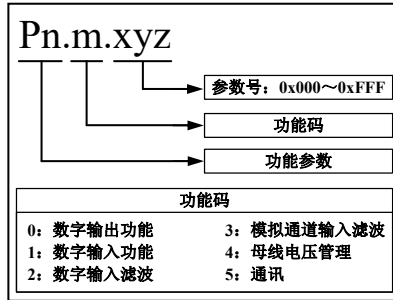 Pn.m.xyz
参数号：0x000～0xFFF
功能码
功能参数
功能码
0：数字输出功能 3：模拟通道输入滤波
1：数字输入功能 4：母线电压管理
2：数字输入滤波 5：通讯